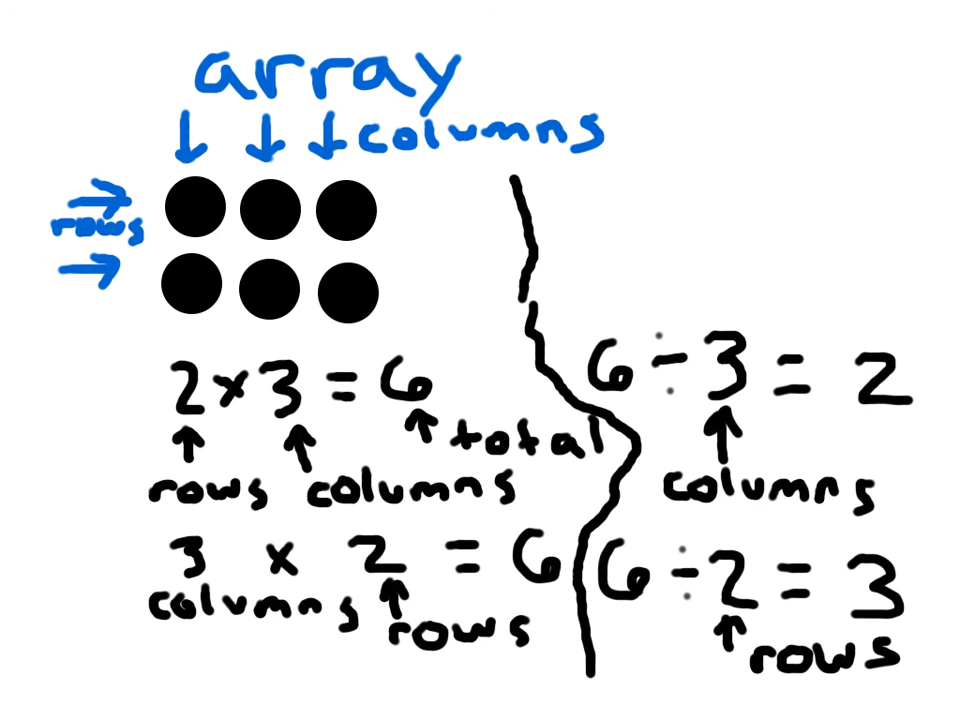 array
columns
rows
2 x 3 = 6
total
rows columns
3 x 2 = 6
columns
rows
6 ÷ 3 = 2
columns
6 ÷ 2 = 3
rows